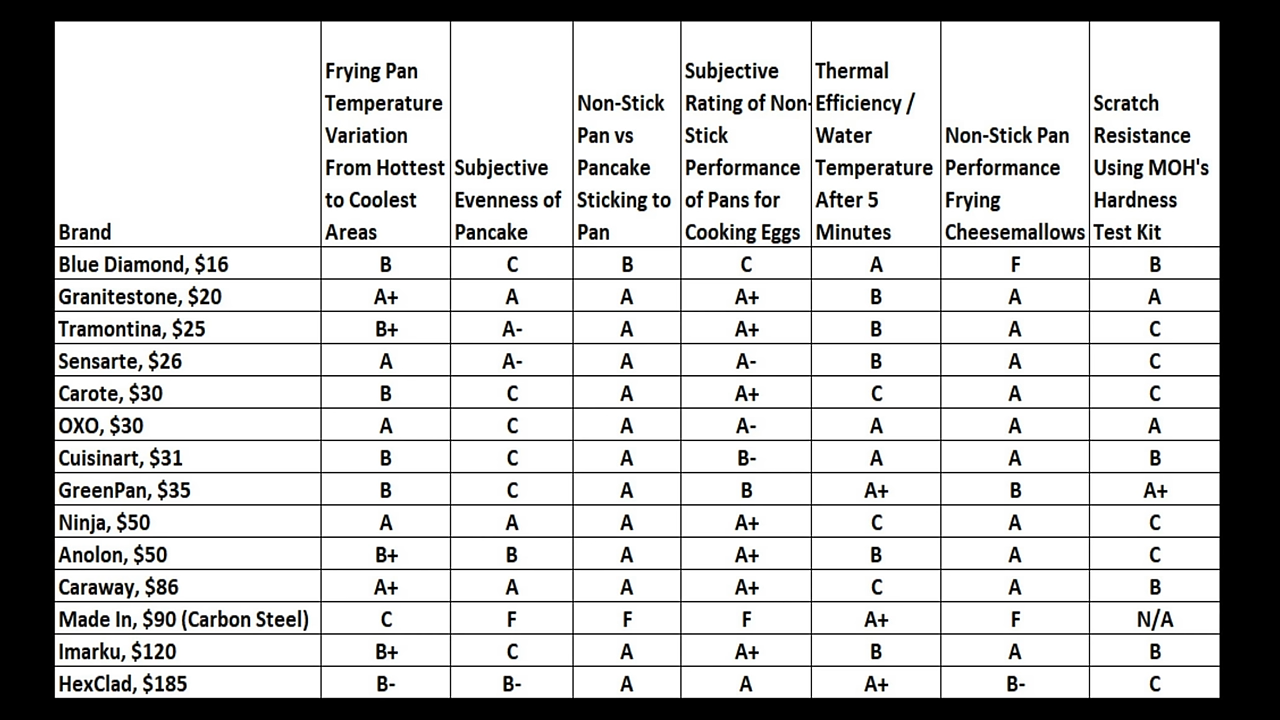 Brand
Frying Pan
Temperature
Variation
From Hottest
to Coolest
Areas
Subjective
Evenness of
Pancake
Non-Stick
Pan vs
Pancake
Sticking to
Pan
Subjective
Rating of Non-
Stick
Performance
of Pans for
Cooking Eggs
Thermal
Efficiency /
Water
Temperature
After 5
Minutes
Non-Stick Pan
Performance
Frying
Cheesemallows
Scratch
Resistance
Using MOH's
Hardness
Test Kit
Blue Diamond, $16 B C B C A F B
Granitestone, $20 A+ A A A+ B A A
Tramontina, $25 B+ A- A A+ B A C
Sensarte, $26 A A- A A- B A C
Carote, $30 B C A A+ C A C
OXO, $30 A C A A- A A A
Cuisinart, $31 B C A B- A A B
GreenPan, $35 B C A B A+ B A+
Ninja, $50 A A A A+ C A C
Anolon, $50 B+ B A A+ B A C
Caraway, $86 A+ A A A+ C A B
Made In, $90 (Carbon Steel) C F F F A+ F N/A
Imarku, $120 B+ C A A+ B A B
HexClad, $185 B- B- A A A+ B- C